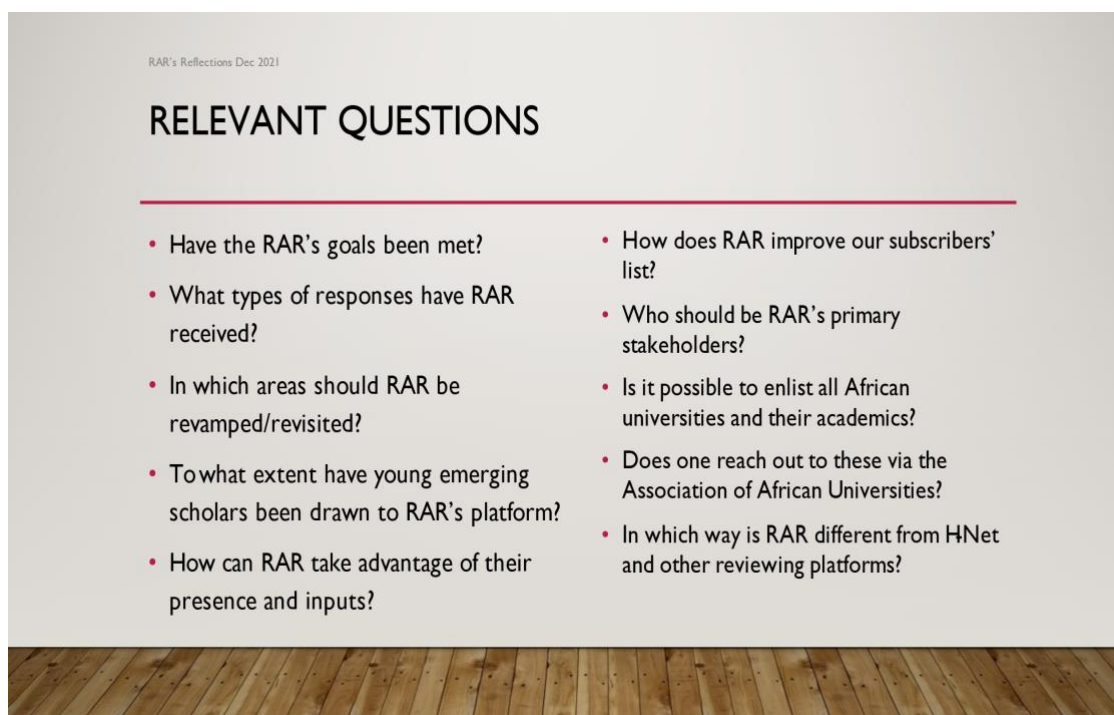 RAR's Reflections Dec 2021
RELEVANT QUESTIONS
• Have the RAR's goals been met?
• What types of responses have RAR
received?
• In which areas should RAR be
revamped/revisited?
• To what extent have young emerging
scholars been drawn to RAR's platform?
• How can RAR take advantage of their
presence and inputs?
• How does RAR improve our subscribers'
list?
• Who should be RAR's primary
stakeholders?
• Is it possible to enlist all African
universities and their academics?
• Does one reach out to these via the
Association of African Universities?
• In which way is RAR different from H-Net
and other reviewing platforms?